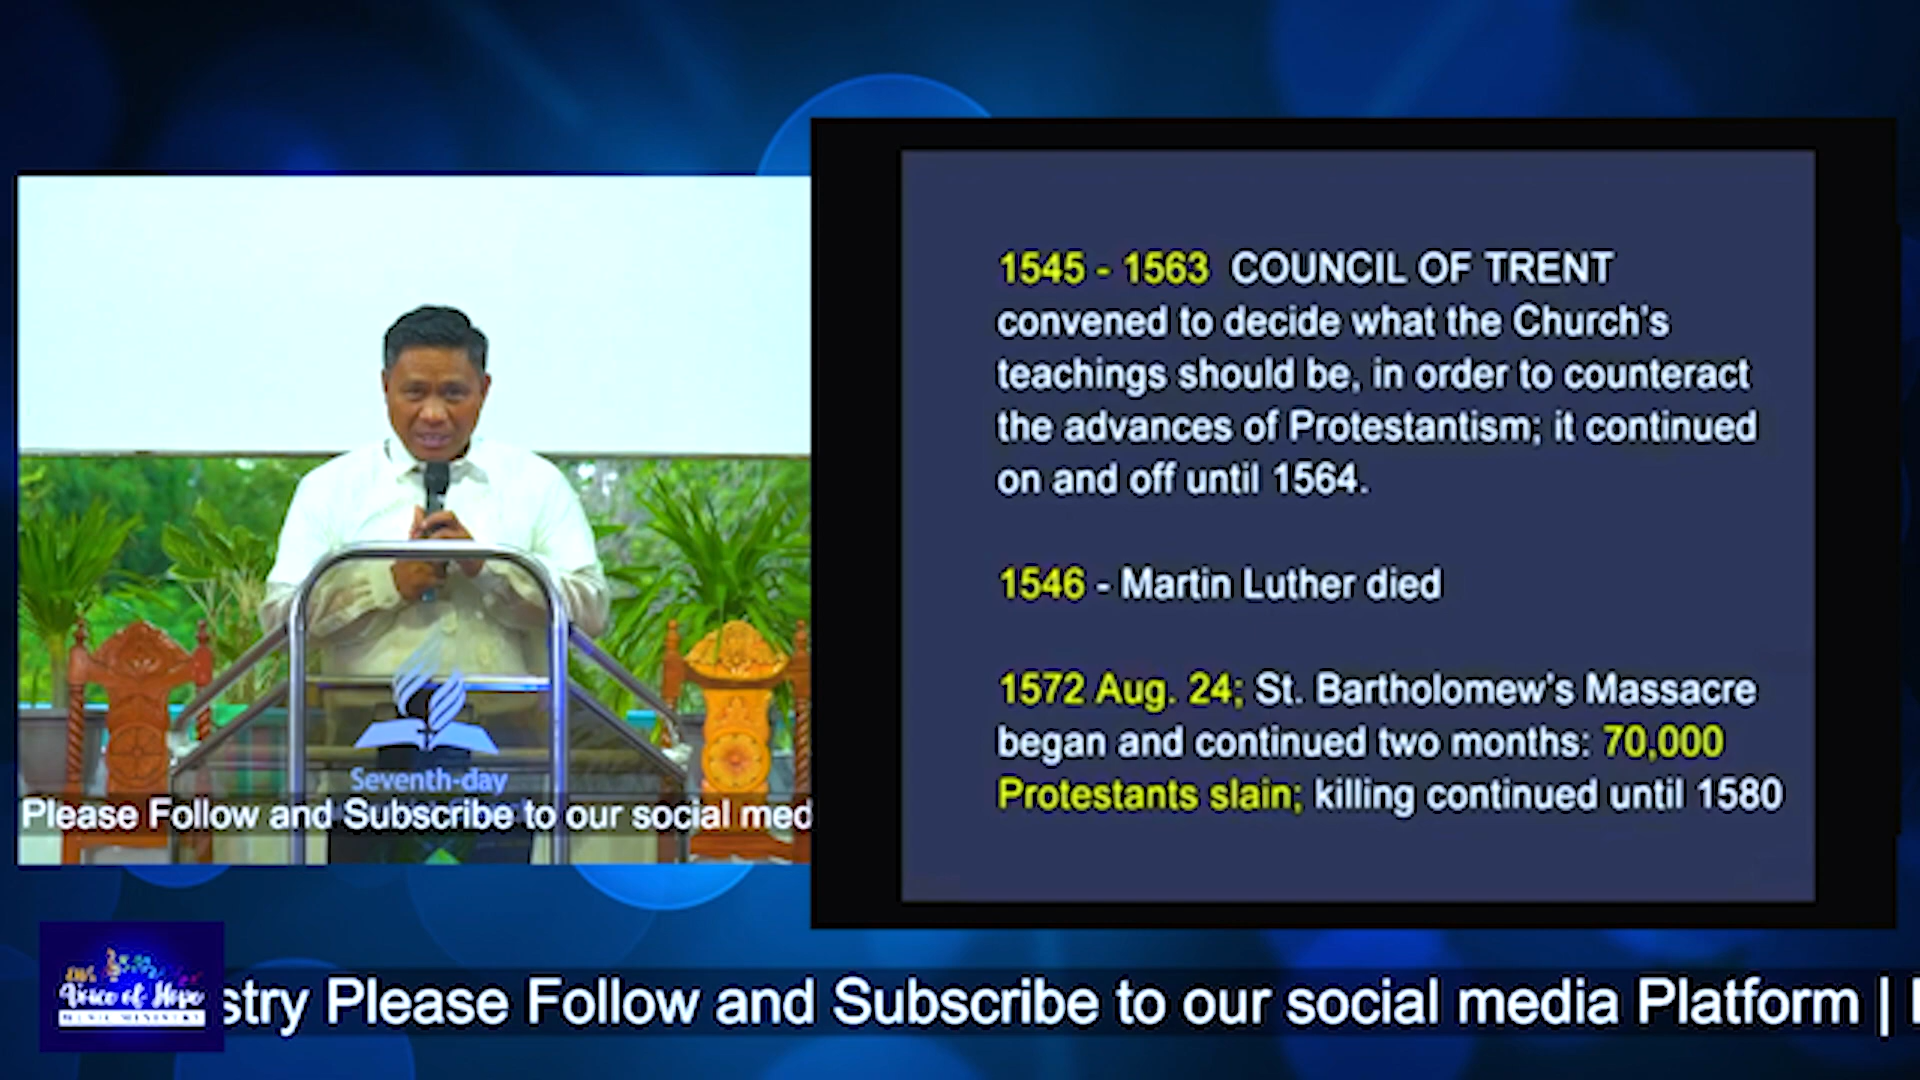 1545 - 1563 COUNCIL OF TRENT
convened to decide what the Church's
teachings should be, in order to counteract
the advances of Protestantism; it continued
on and off until 1564.
1546 - Martin Luther died
1572 Aug. 24; St. Bartholomew's Massacre
began and continued two months: 70,000
Protestants slain; killing continued until 1580
Seventh-day
Please Follow and Subscribe to our social med
Voice of Hope
MUSIC MINISTRY
stry Please Follow and Subscribe to our social media Platform |